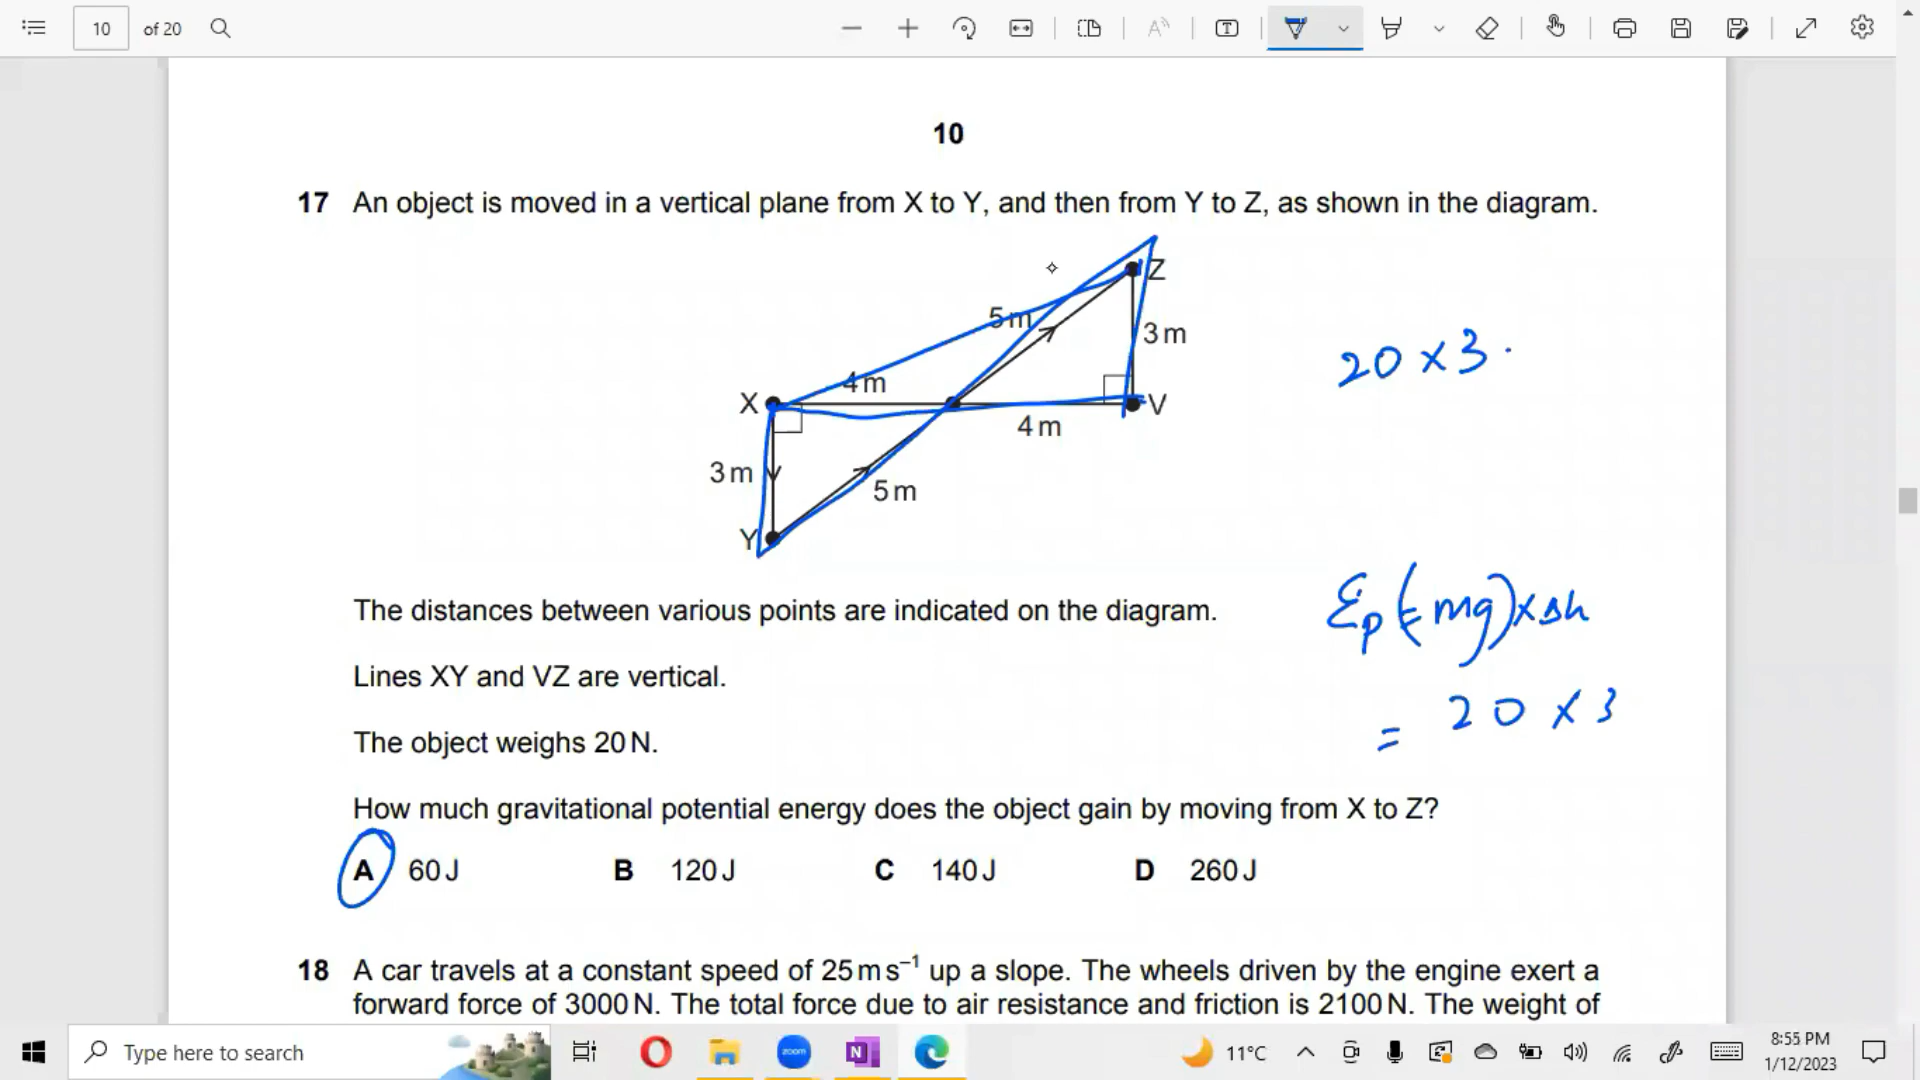 10 of 20
10
17 An object is moved in a vertical plane from X to Y, and then from Y to Z, as shown in the diagram.
Z
5 m
3 m
20 × 3
4 m
X
V
4 m
3 m
5 m
Y
The distances between various points are indicated on the diagram.
Ep (= mg) × Δh
Lines XY and VZ are vertical.
= 20 × 3
The object weighs 20 N.
How much gravitational potential energy does the object gain by moving from X to Z?
A 60 J B 120 J C 140 J D 260 J
18 A car travels at a constant speed of 25 m s⁻¹ up a slope. The wheels driven by the engine exert a
forward force of 3000 N. The total force due to air resistance and friction is 2100 N. The weight of
Type here to search
zoom
N
11°C
8:55 PM
1/12/2023